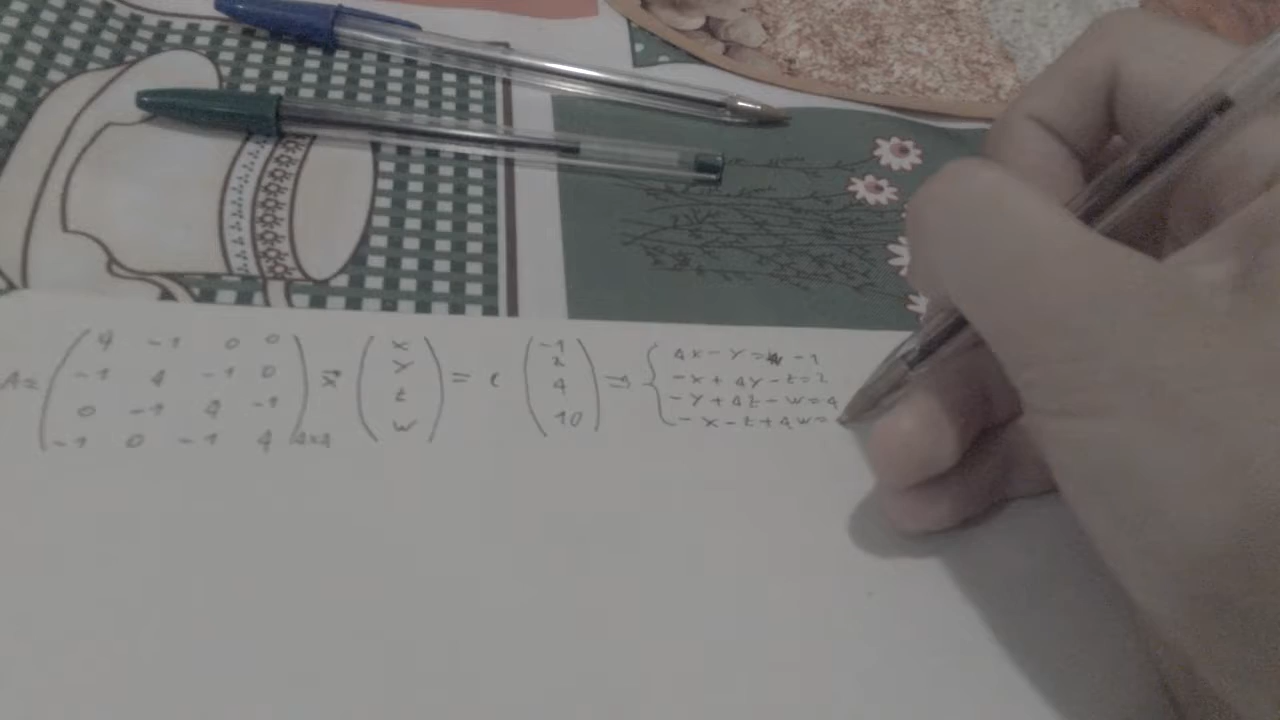 4 -1 0 0 x -1 4x-y= -1
A= -1 4 -1 0 x⃗ y = c 2 => -x+4y-t=2
0 -1 4 -1 t 4 -y+4t-w=4
-1 0 -1 4 4x4 w 10 -x-t+4w=